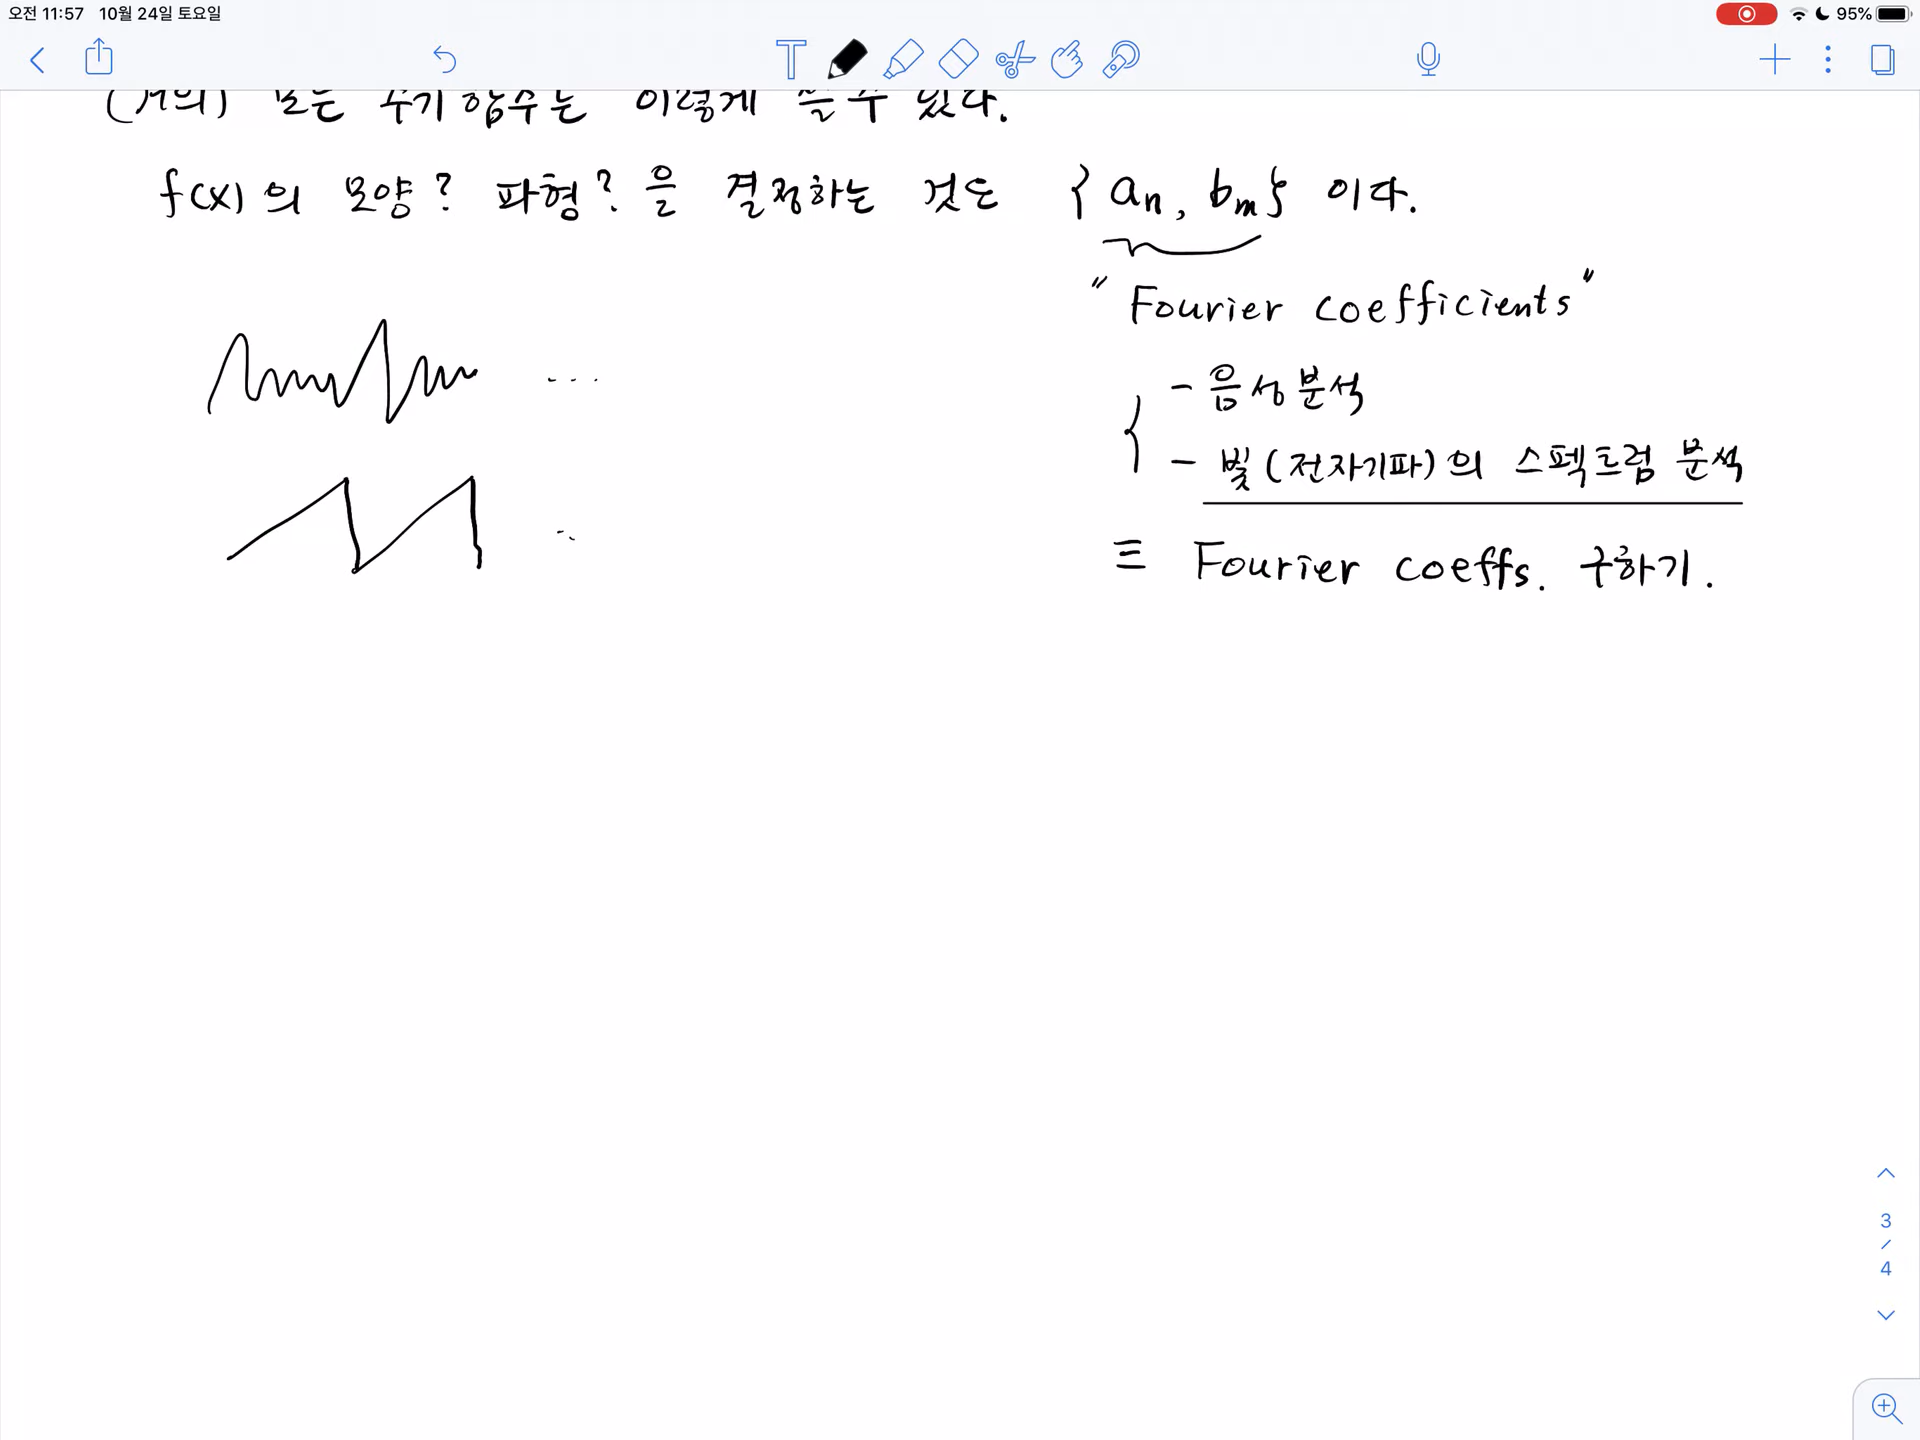 오전 11:57 10월 24일 토요일 95%
(거의) 모든 주기함수는 이렇게 쓸 수 있다.
f(x)의 모양? 파형?을 결정하는 것은 { an, bm } 이다.
"Fourier coefficients"
- 음성분석
- 빛(전자기파)의 스펙트럼 분석
≡ Fourier coeffs. 구하기.
3
/
4